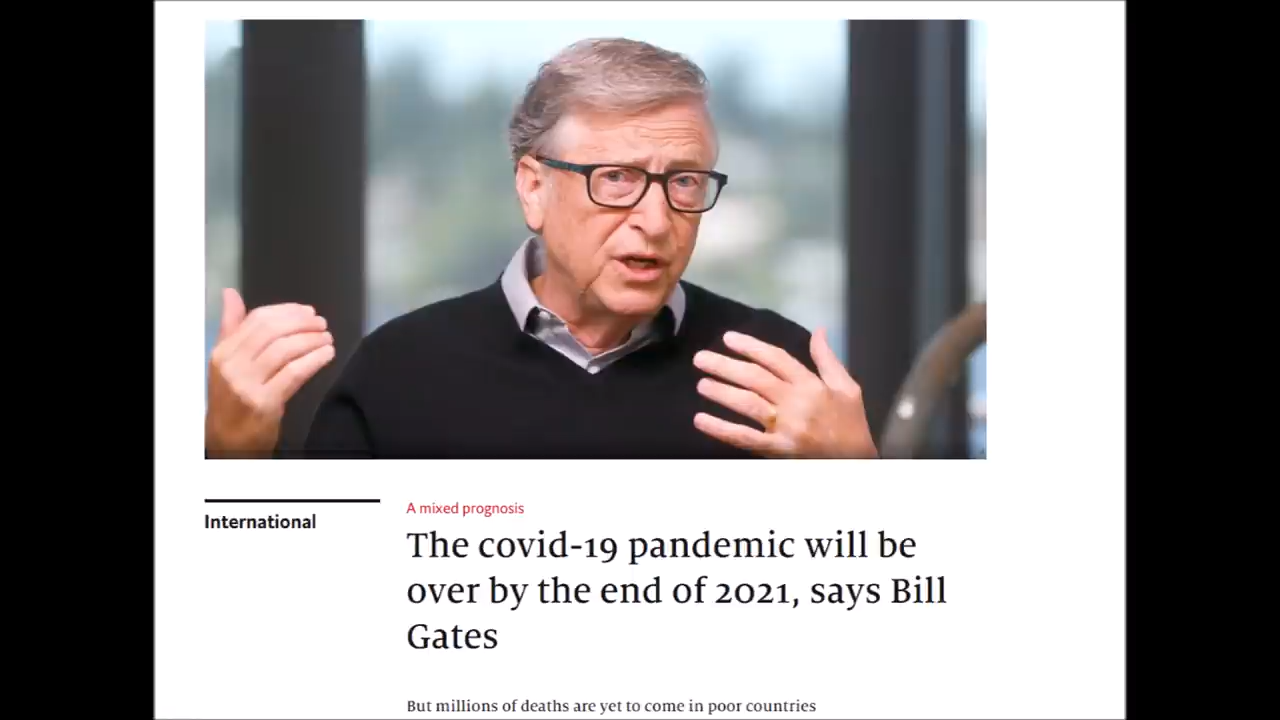 International
A mixed prognosis
The covid-19 pandemic will be
over by the end of 2021, says Bill
Gates
But millions of deaths are yet to come in poor countries